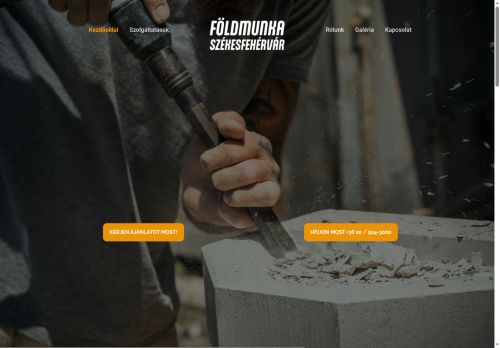 Kezdőoldal
Szolgáltatások
FÖLDMUNKA
SZÉKESFEHÉRVÁR
Rólunk
Galéria
Kapcsolat
KÉRJEN AJÁNLATOT MOST!
HÍVJON MOST +36 20 / 924-3000